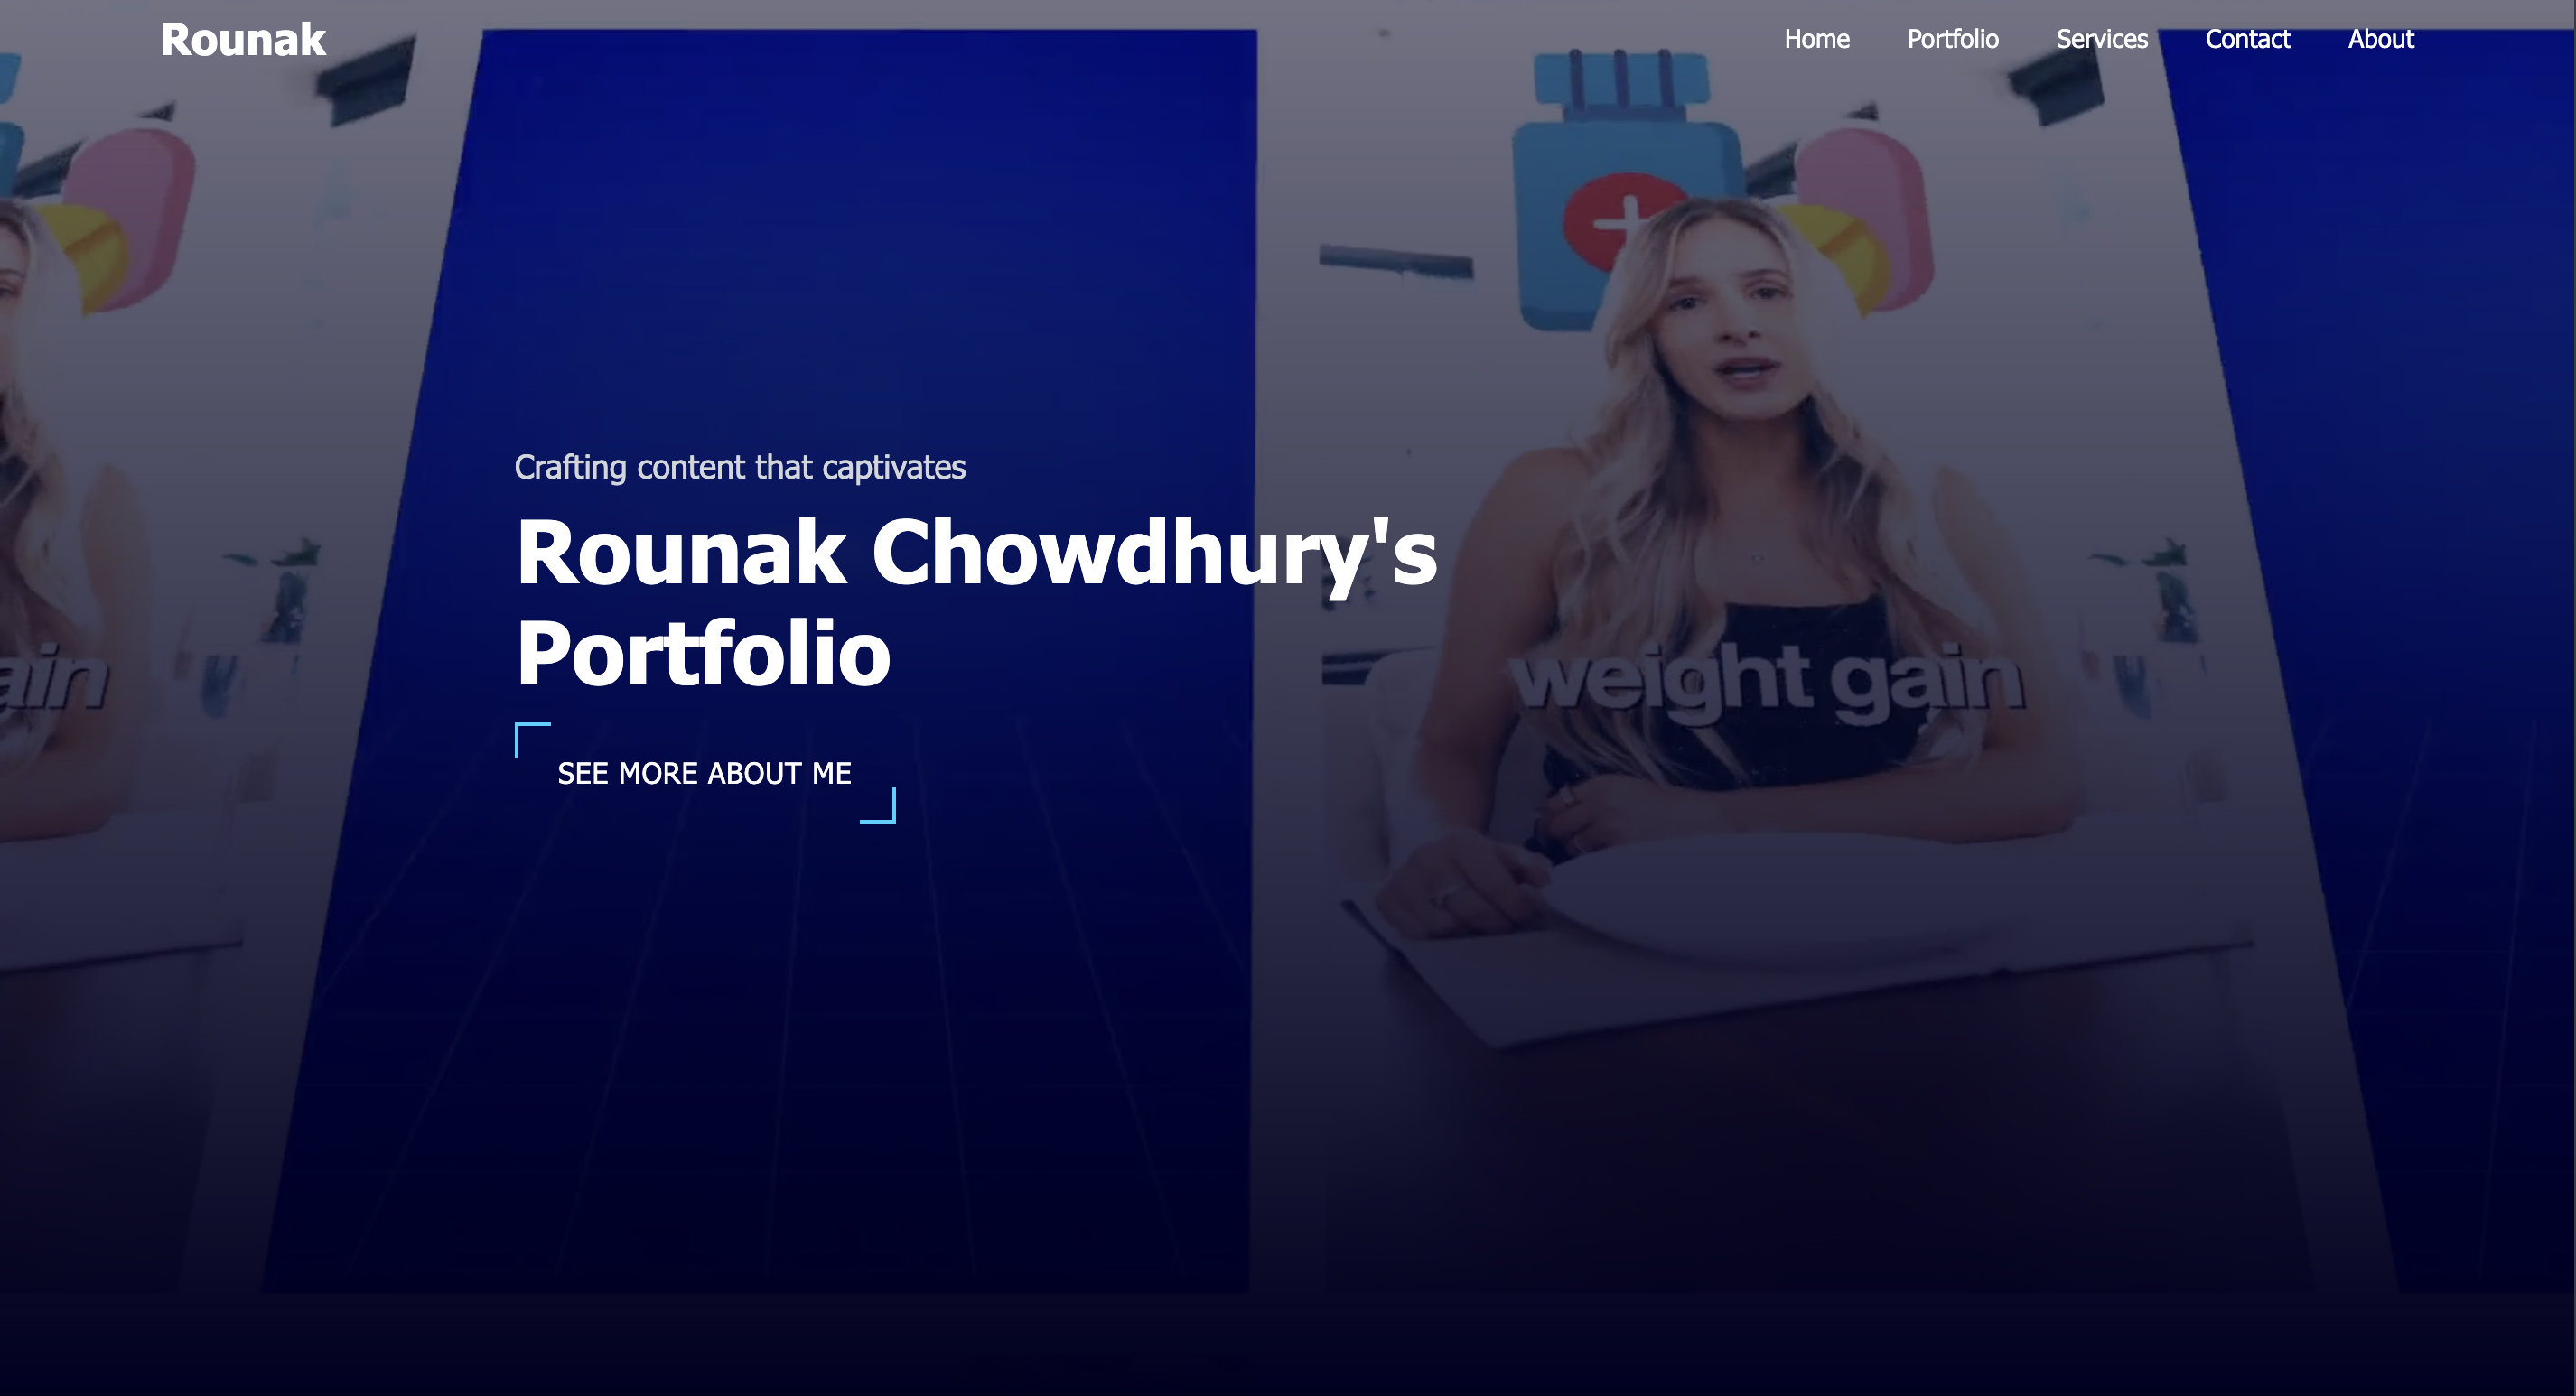 Rounak
Home Portfolio Services Contact About
Crafting content that captivates
Rounak Chowdhury's
Portfolio
SEE MORE ABOUT ME
ain
weight gain